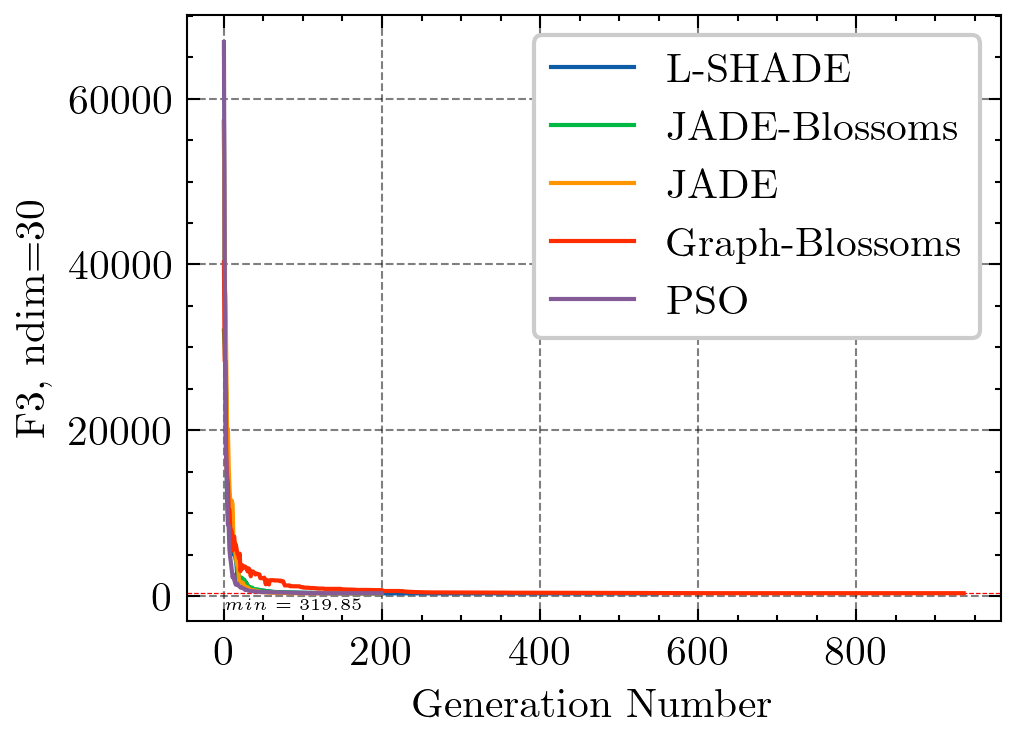 60000
40000
20000
0
F3, ndim=30
L-SHADE
JADE-Blossoms
JADE
Graph-Blossoms
PSO
min = 319.85
0 200 400 600 800
Generation Number